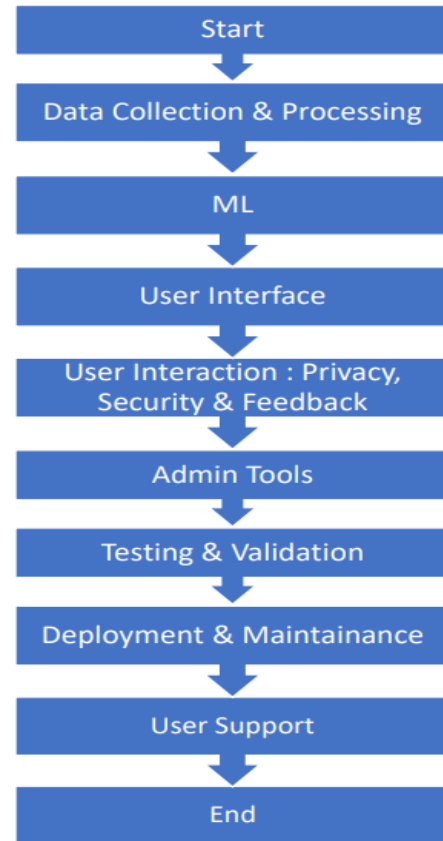 Start
Data Collection & Processing
ML
User Interface
User Interaction : Privacy,
Security & Feedback
Admin Tools
Testing & Validation
Deployment & Maintainance
User Support
End